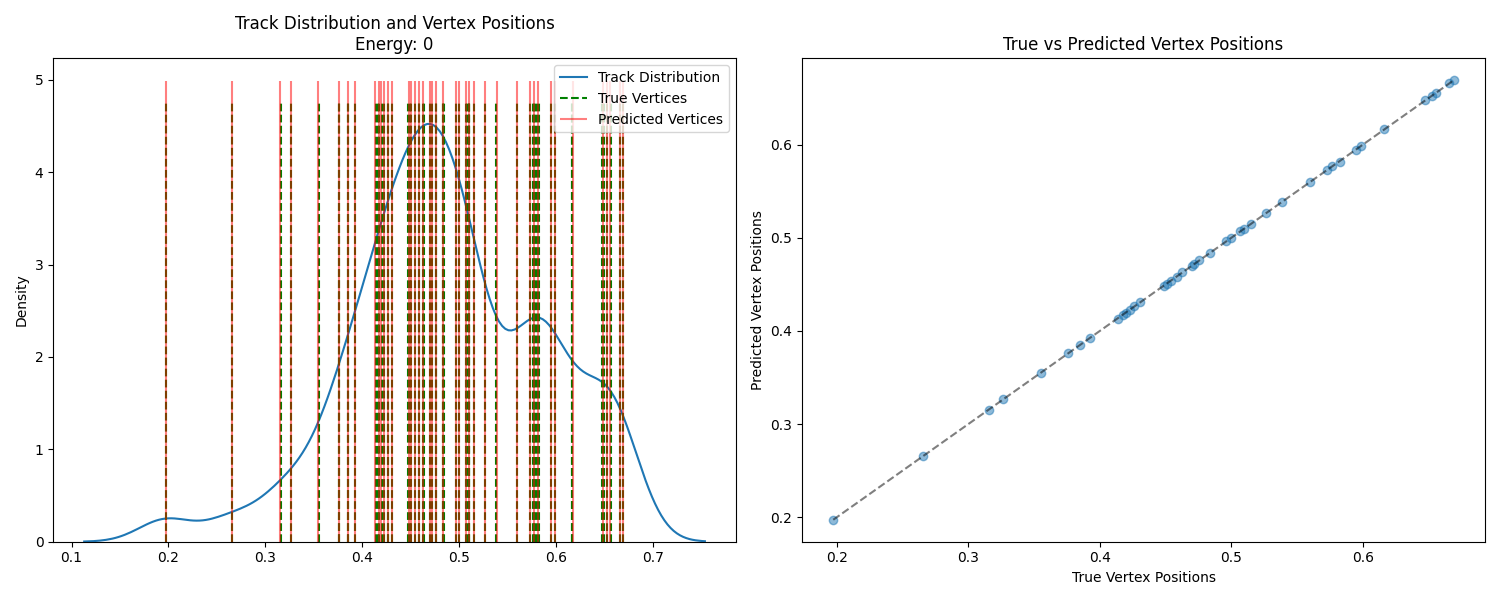 Track Distribution and Vertex Positions
Energy: 0
Track Distribution
True Vertices
Predicted Vertices
Density
5
4
3
2
1
0
0.1 0.2 0.3 0.4 0.5 0.6 0.7
True vs Predicted Vertex Positions
Predicted Vertex Positions
0.6
0.5
0.4
0.3
0.2
0.2 0.3 0.4 0.5 0.6
True Vertex Positions